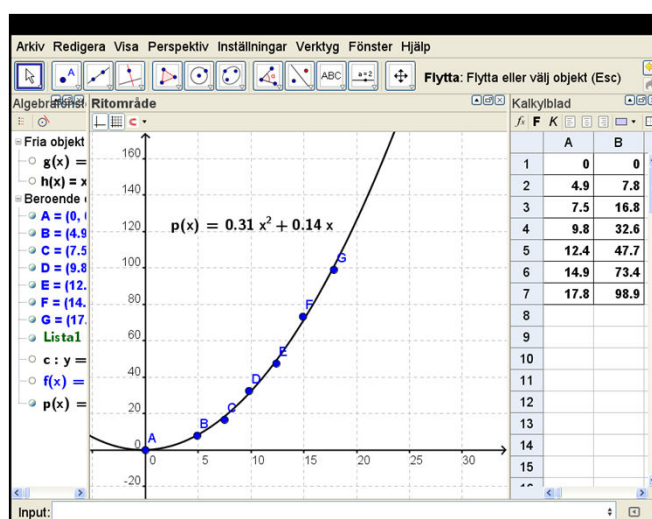 Arkiv Redigera Visa Perspektiv Inställningar Verktyg Fönster Hjälp
A ABC a=2 Flytta: Flytta eller välj objekt (Esc)
Ritområde
Kalkylblad
Fria objekt
g(x) =
h(x) = x
Beroende
A = (0,
B = (4.9
C = (7.5
D = (9.8
E = (12.
F = (14.
G = (17.
Lista1
c : y =
f(x) =
p(x) =
160
140
120
100
80
60
40
20
0
-20
0 5 10 15 20 25 30
p(x) = 0.31 x² + 0.14 x
A
B
C
D
E
F
G
fx F K
A B
1 0 0
2 4.9 7.8
3 7.5 16.8
4 9.8 32.6
5 12.4 47.7
6 14.9 73.4
7 17.8 98.9
8
9
10
11
12
13
14
15
Input: